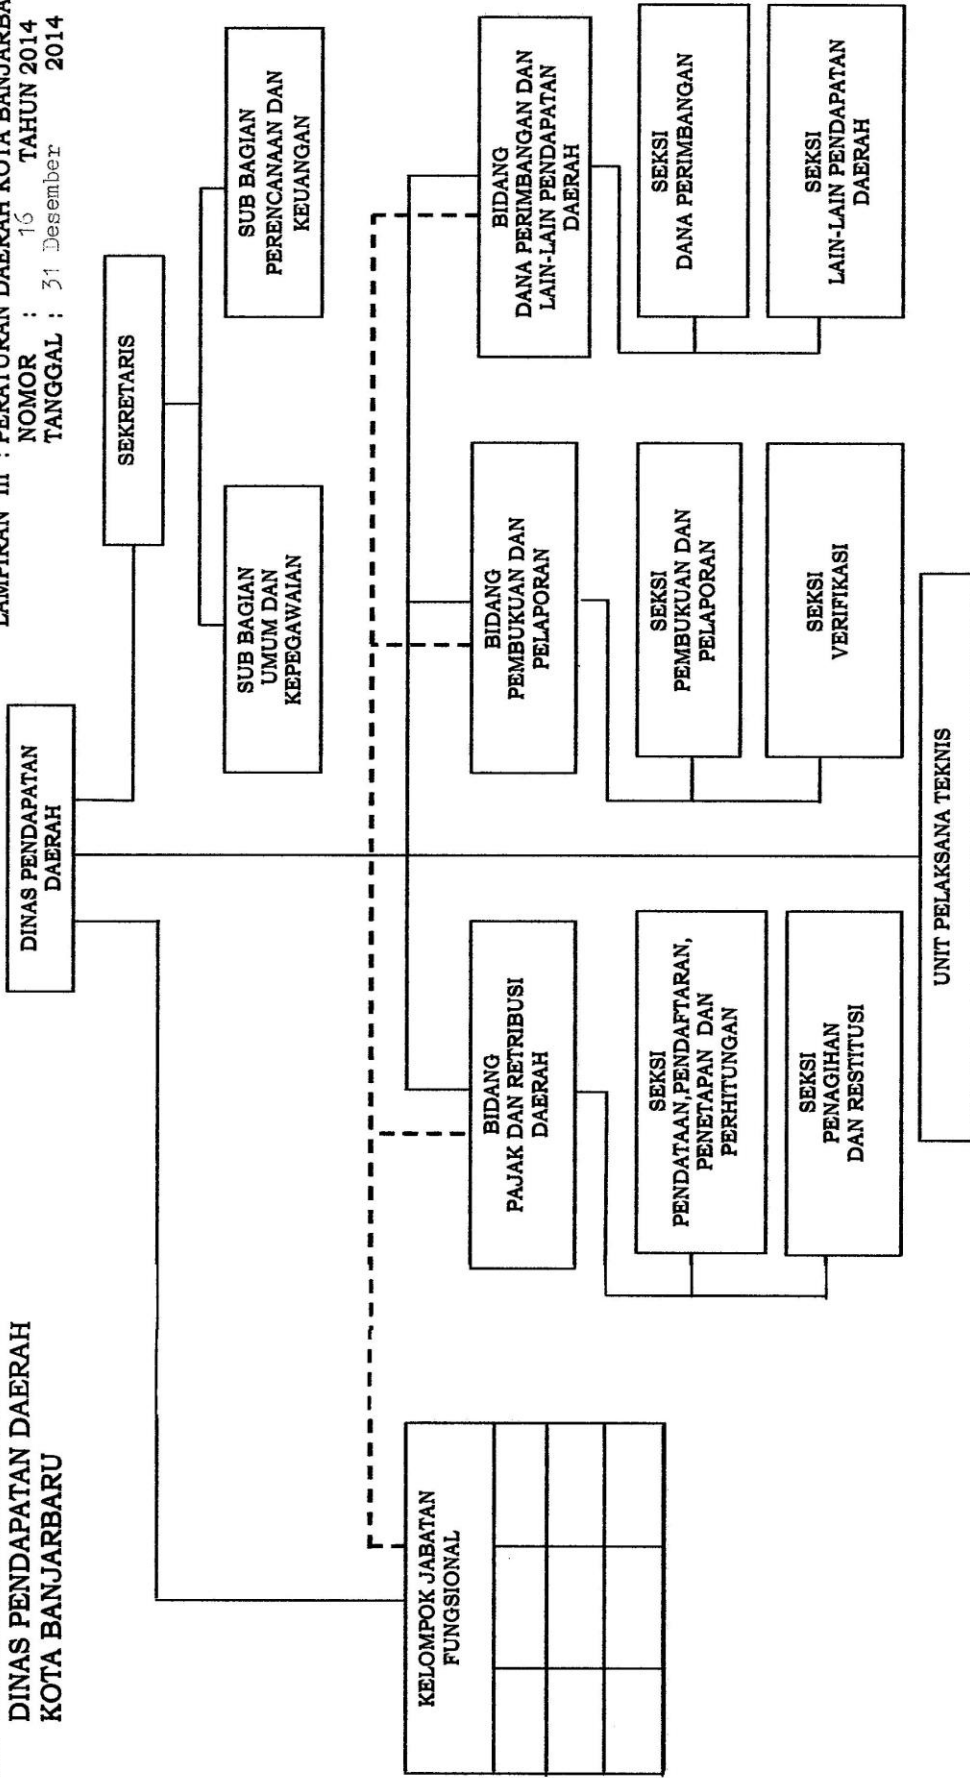 DINAS PENDAPATAN DAERAH
KOTA BANJARBARU
LAMPIRAN III : PERATURAN DAERAH KOTA BANJARBA
NOMOR : 16 TAHUN 2014
TANGGAL : 31 Desember 2014
DINAS PENDAPATAN
DAERAH
SEKRETARIS
SUB BAGIAN
UMUM DAN
KEPEGAWAIAN
SUB BAGIAN
PERENCANAAN DAN
KEUANGAN
KELOMPOK JABATAN
FUNGSIONAL
BIDANG
PAJAK DAN RETRIBUSI
DAERAH
SEKSI
PENDATAAN,PENDAFTARAN,
PENETAPAN DAN
PERHITUNGAN
SEKSI
PENAGIHAN
DAN RESTITUSI
BIDANG
PEMBUKUAN DAN
PELAPORAN
SEKSI
PEMBUKUAN DAN
PELAPORAN
SEKSI
VERIFIKASI
BIDANG
DANA PERIMBANGAN DAN
LAIN-LAIN PENDAPATAN
DAERAH
SEKSI
DANA PERIMBANGAN
SEKSI
LAIN-LAIN PENDAPATAN
DAERAH
UNIT PELAKSANA TEKNIS